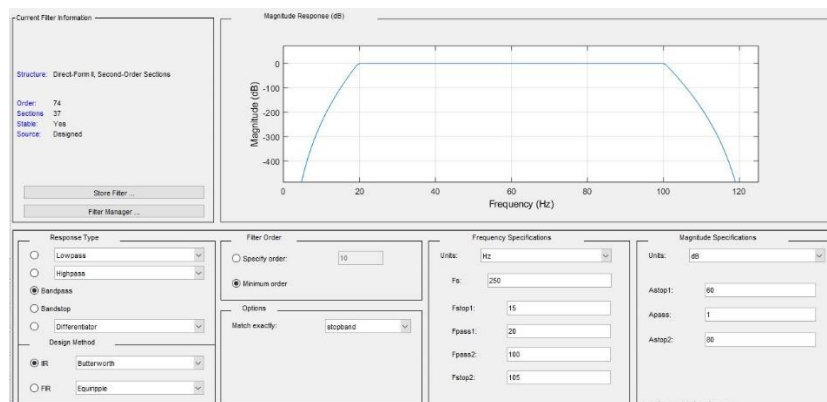 Current Filter Information
Structure: Direct-Form II, Second-Order Sections
Order: 74
Sections 37
Stable: Yes
Source: Designed
Store Filter ...
Filter Manager ...
Magnitude Response (dB)
Magnitude (dB)
0
-100
-200
-300
-400
0 20 40 60 80 100 120
Frequency (Hz)
Response Type
Lowpass
Highpass
Bandpass
Bandstop
Differentiator
Design Method
IIR Butterworth
FIR Equiripple
Filter Order
Specify order: 10
Minimum order
Options
Match exactly: stopband
Frequency Specifications
Units: Hz
Fs: 250
Fstop1: 15
Fpass1: 20
Fpass2: 100
Fstop2: 105
Magnitude Specifications
Units: dB
Astop1: 60
Apass: 1
Astop2: 80